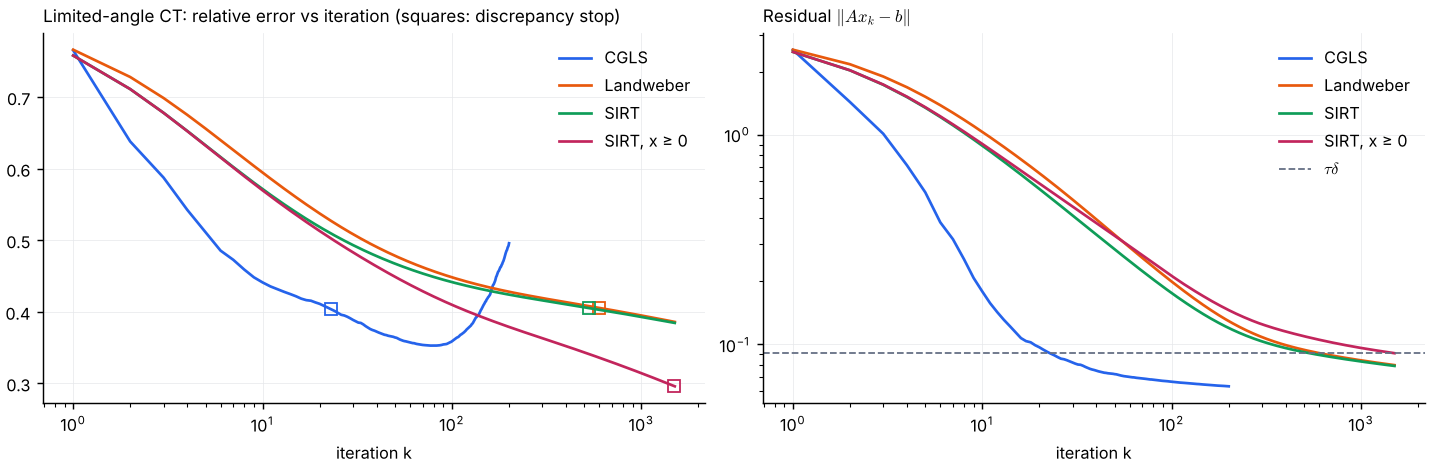 Limited-angle CT: relative error vs iteration (squares: discrepancy stop)
CGLS
Landweber
SIRT
SIRT, x ≥ 0
0.7
0.6
0.5
0.4
0.3
10⁰
10¹
10²
10³
iteration k
Residual ‖Axₖ − b‖
CGLS
Landweber
SIRT
SIRT, x ≥ 0
τδ
10⁰
10⁻¹
10⁰
10¹
10²
10³
iteration k